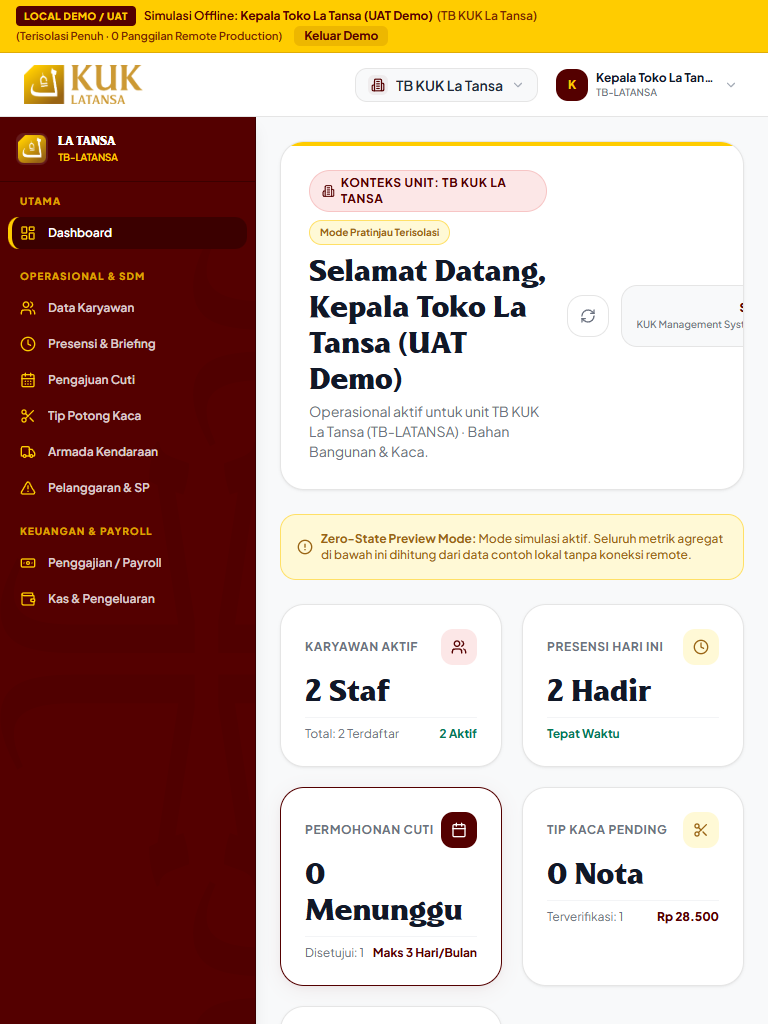 LOCAL DEMO / UAT Simulasi Offline: Kepala Toko La Tansa (UAT Demo) (TB KUK La Tansa)
(Terisolasi Penuh · 0 Panggilan Remote Production) Keluar Demo
KUK
LATANSA
TB KUK La Tansa
K
Kepala Toko La Tan...
TB-LATANSA
LA TANSA
TB-LATANSA
UTAMA
Dashboard
OPERASIONAL & SDM
Data Karyawan
Presensi & Briefing
Pengajuan Cuti
Tip Potong Kaca
Armada Kendaraan
Pelanggaran & SP
KEUANGAN & PAYROLL
Penggajian / Payroll
Kas & Pengeluaran
KONTEKS UNIT: TB KUK LA
TANSA
Mode Pratinjau Terisolasi
Selamat Datang,
Kepala Toko La
Tansa (UAT
Demo)
Operasional aktif untuk unit TB KUK
La Tansa (TB-LATANSA) · Bahan
Bangunan & Kaca.
KUK Management Syst
Zero-State Preview Mode: Mode simulasi aktif. Seluruh metrik agregat
di bawah ini dihitung dari data contoh lokal tanpa koneksi remote.
KARYAWAN AKTIF
2 Staf
Total: 2 Terdaftar 2 Aktif
PRESENSI HARI INI
2 Hadir
Tepat Waktu
PERMOHONAN CUTI
0
Menunggu
Disetujui: 1 Maks 3 Hari/Bulan
TIP KACA PENDING
0 Nota
Terverifikasi: 1 Rp 28.500